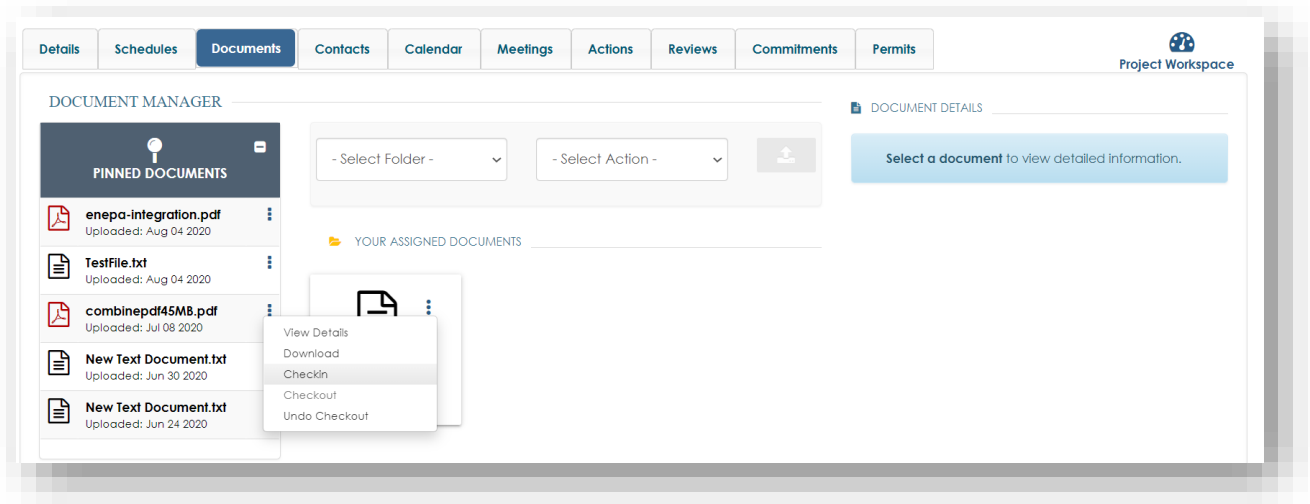 Details
Schedules
Documents
Contacts
Calendar
Meetings
Actions
Reviews
Commitments
Permits
Project Workspace
DOCUMENT MANAGER
PINNED DOCUMENTS
enepa-integration.pdf
Uploaded: Aug 04 2020
TestFile.txt
Uploaded: Aug 04 2020
combinepdf45MB.pdf
Uploaded: Jul 08 2020
New Text Document.txt
Uploaded: Jun 30 2020
New Text Document.txt
Uploaded: Jun 24 2020
- Select Folder -
- Select Action -
YOUR ASSIGNED DOCUMENTS
View Details
Download
CheckIn
Checkout
Undo Checkout
DOCUMENT DETAILS
Select a document to view detailed information.